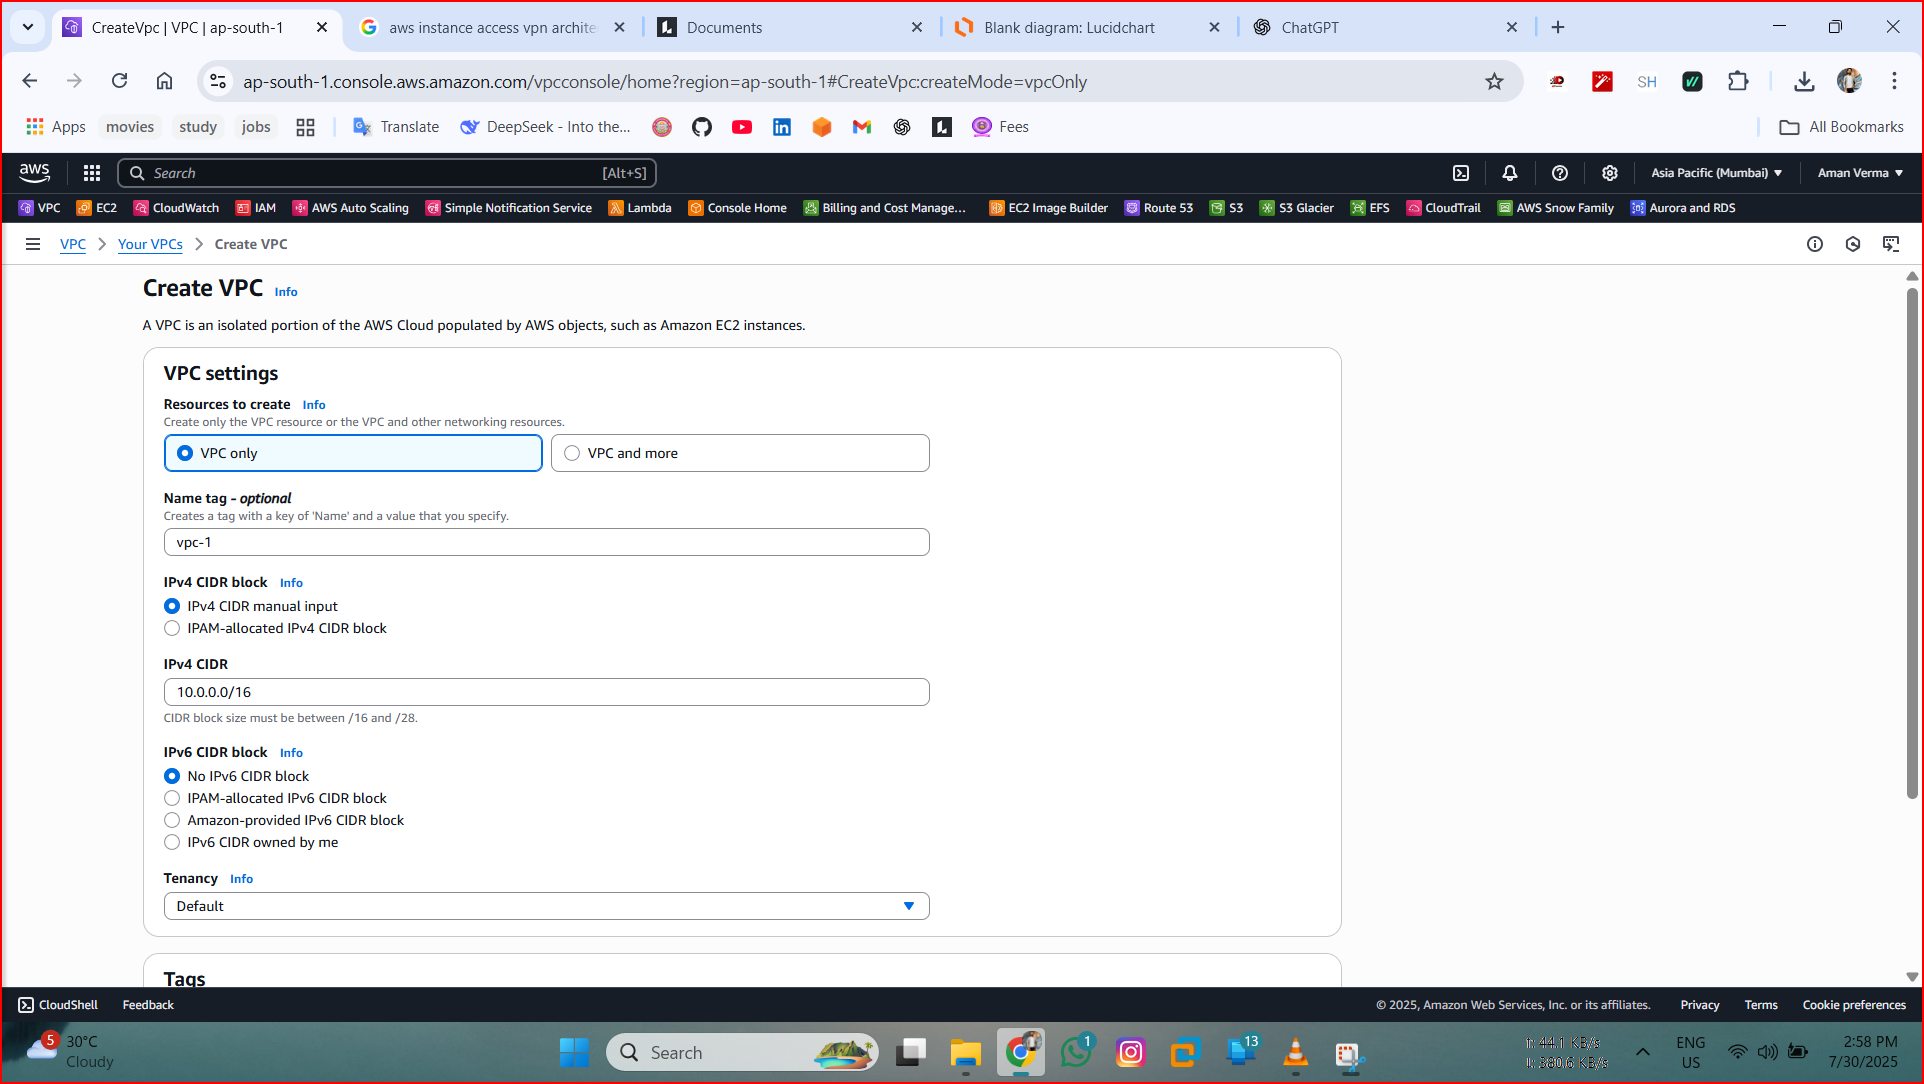 CreateVpc | VPC | ap-south-1
aws instance access vpn archite
Documents
Blank diagram: Lucidchart
ChatGPT
ap-south-1.console.aws.amazon.com/vpcconsole/home?region=ap-south-1#CreateVpc:createMode=vpcOnly
SH
Apps movies study jobs Translate DeepSeek - Into the... Fees All Bookmarks
aws Search [Alt+S] Asia Pacific (Mumbai) Aman Verma
VPC EC2 CloudWatch IAM AWS Auto Scaling Simple Notification Service Lambda Console Home Billing and Cost Manage... EC2 Image Builder Route 53 S3 S3 Glacier EFS CloudTrail AWS Snow Family Aurora and RDS
VPC Your VPCs Create VPC
Create VPC Info
A VPC is an isolated portion of the AWS Cloud populated by AWS objects, such as Amazon EC2 instances.
VPC settings
Resources to create Info
Create only the VPC resource or the VPC and other networking resources.
VPC only VPC and more
Name tag - optional
Creates a tag with a key of 'Name' and a value that you specify.
vpc-1
IPv4 CIDR block Info
IPv4 CIDR manual input
IPAM-allocated IPv4 CIDR block
IPv4 CIDR
10.0.0.0/16
CIDR block size must be between /16 and /28.
IPv6 CIDR block Info
No IPv6 CIDR block
IPAM-allocated IPv6 CIDR block
Amazon-provided IPv6 CIDR block
IPv6 CIDR owned by me
Tenancy Info
Default
Tags
CloudShell Feedback © 2025, Amazon Web Services, Inc. or its affiliates. Privacy Terms Cookie preferences
5 30°C
Cloudy
Search
1
13
44.1 KB/s
380.6 KB/s
ENG
US
2:58 PM
7/30/2025